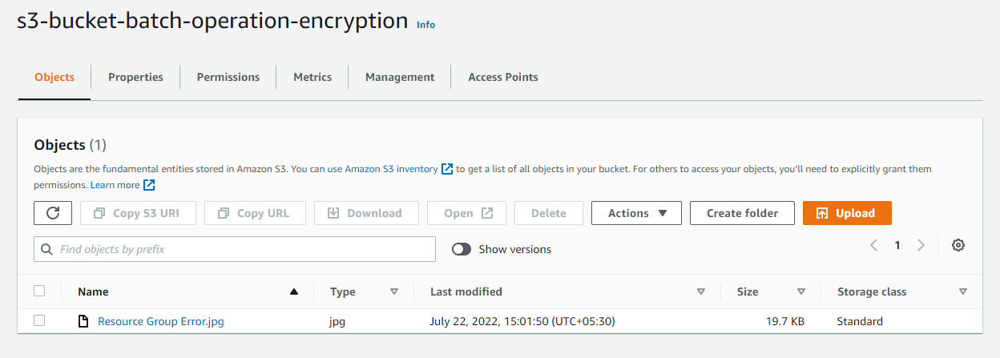 s3-bucket-batch-operation-encryption Info
Objects Properties Permissions Metrics Management Access Points
Objects (1)
Objects are the fundamental entities stored in Amazon S3. You can use Amazon S3 inventory to get a list of all objects in your bucket. For others to access your objects, you'll need to explicitly grant them
permissions. Learn more
Copy S3 URI Copy URL Download Open Delete Actions Create folder Upload
Find objects by prefix Show versions 1
Name Type Last modified Size Storage class
Resource Group Error.jpg jpg July 22, 2022, 15:01:50 (UTC+05:30) 19.7 KB Standard